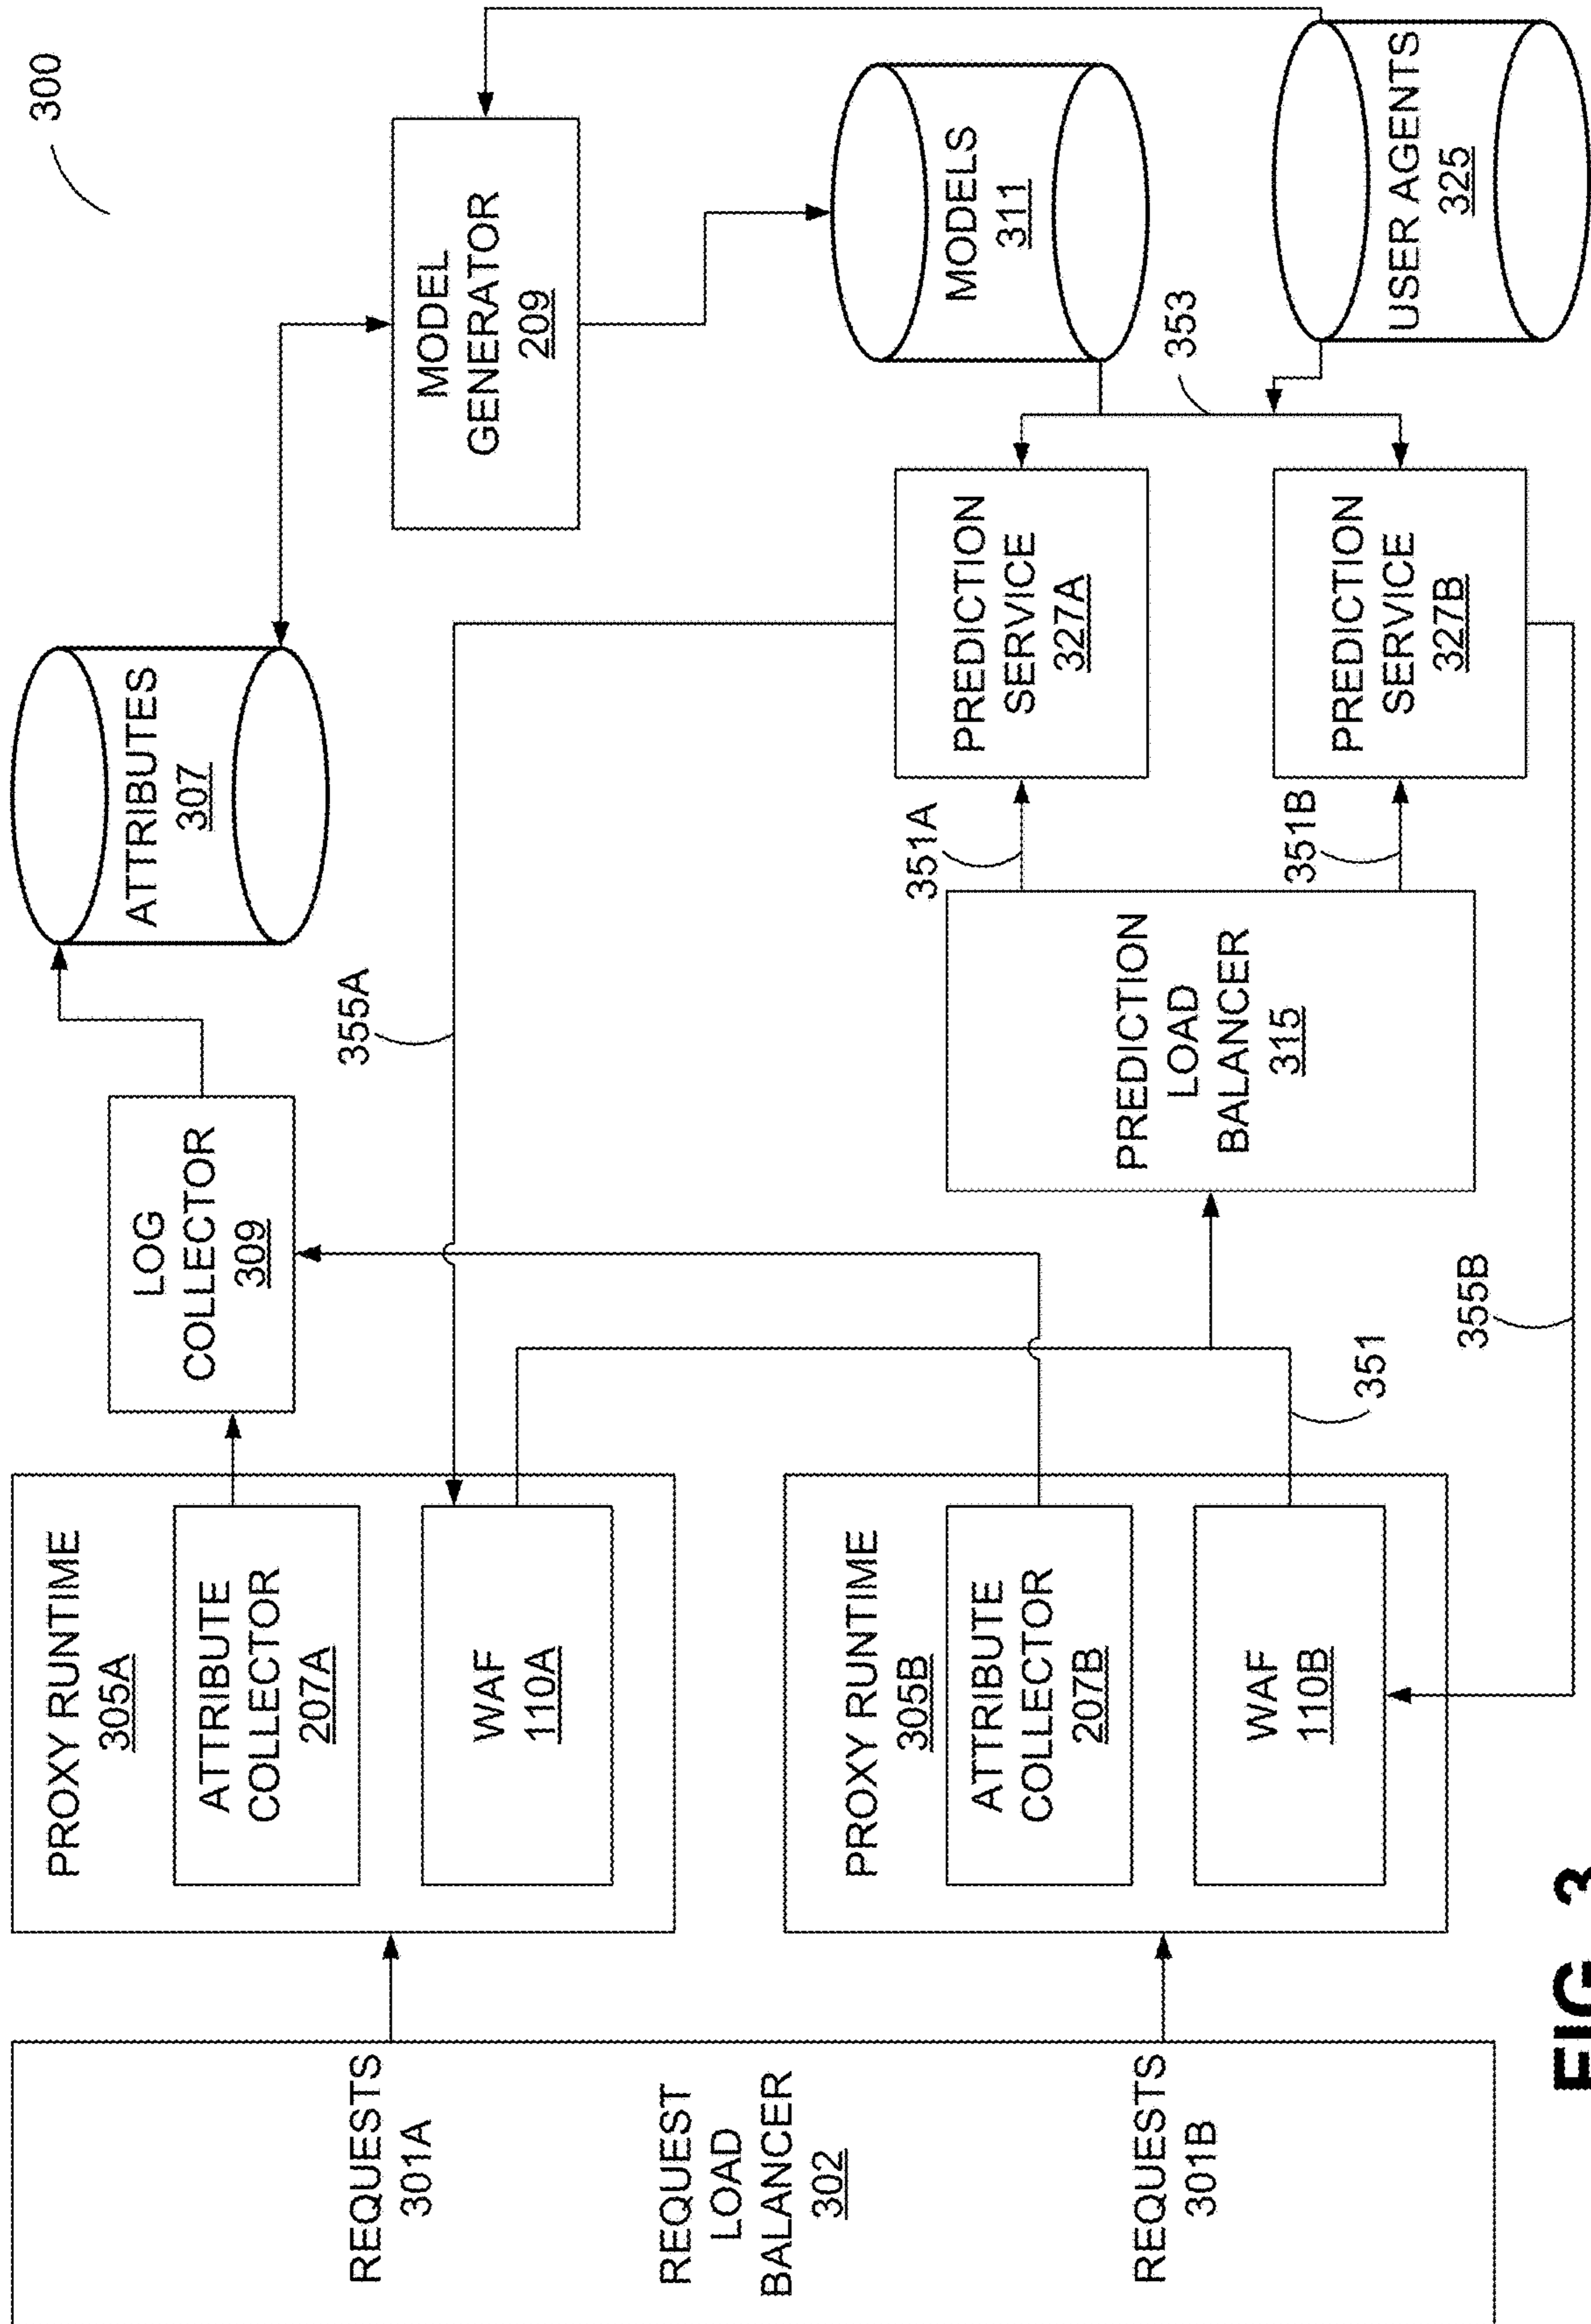 300
REQUESTS
301A
REQUEST
LOAD
BALANCER
302
REQUESTS
301B
PROXY RUNTIME
305A
ATTRIBUTE
COLLECTOR
207A
WAF
110A
PROXY RUNTIME
305B
ATTRIBUTE
COLLECTOR
207B
WAF
110B
LOG
COLLECTOR
309
355A
351
355B
ATTRIBUTES
307
PREDICTION
LOAD
BALANCER
315
351A
351B
PREDICTION
SERVICE
327A
PREDICTION
SERVICE
327B
MODEL
GENERATOR
209
MODELS
311
353
USER AGENTS
325
FIG. 3